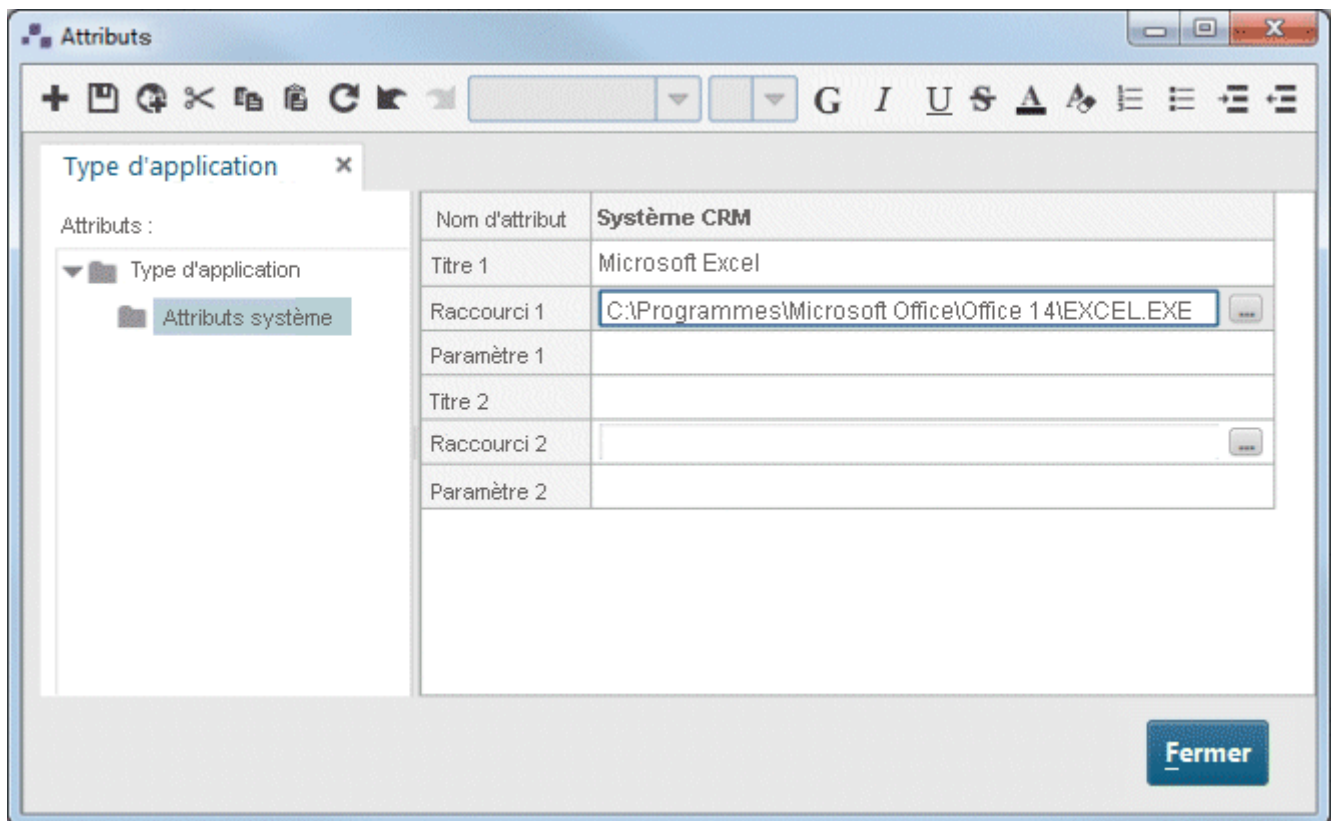 Attributs
G I U S A
Type d'application
Attributs :
Type d'application
Attributs système
Nom d'attribut Système CRM
Titre 1 Microsoft Excel
Raccourci 1 C:\Programmes\Microsoft Office\Office 14\EXCEL.EXE ...
Paramètre 1
Titre 2
Raccourci 2 ...
Paramètre 2
Fermer